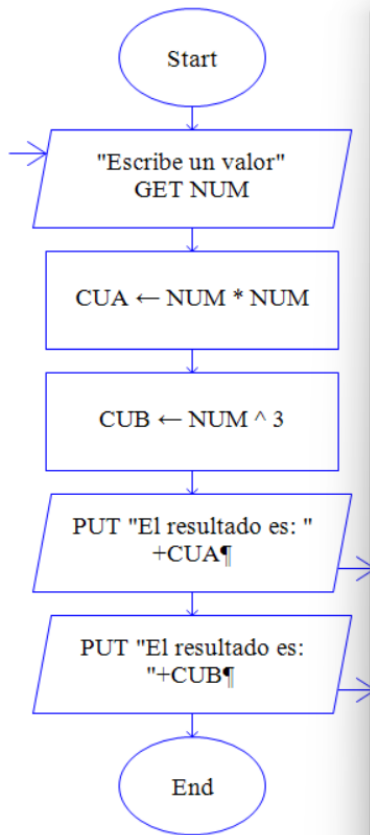 Start
"Escribe un valor"
GET NUM
CUA ← NUM * NUM
CUB ← NUM ^ 3
PUT "El resultado es: "
+CUA¶
PUT "El resultado es:
"+CUB¶
End